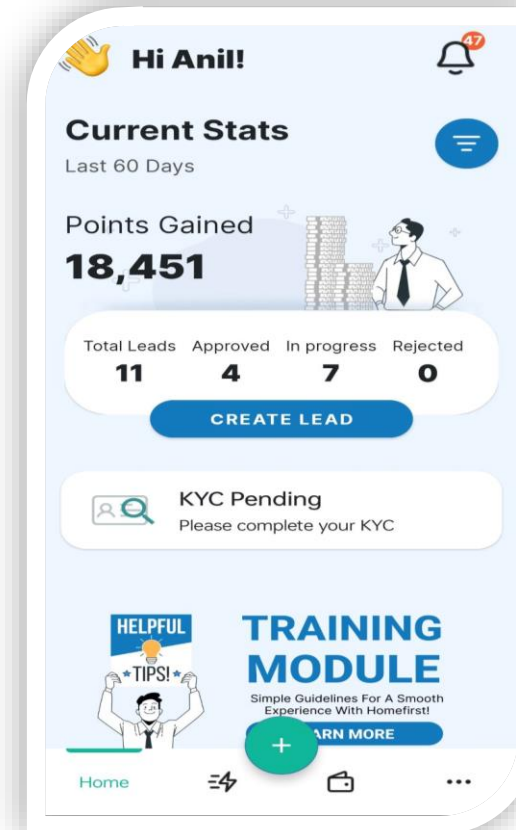 Hi Anil!
47
Current Stats
Last 60 Days
Points Gained
18,451
Total Leads Approved In progress Rejected
11 4 7 0
CREATE LEAD
KYC Pending
Please complete your KYC
HELPFUL
TIPS!
TRAINING
MODULE
Simple Guidelines For A Smooth
Experience With Homefirst!
ARN MORE
Home